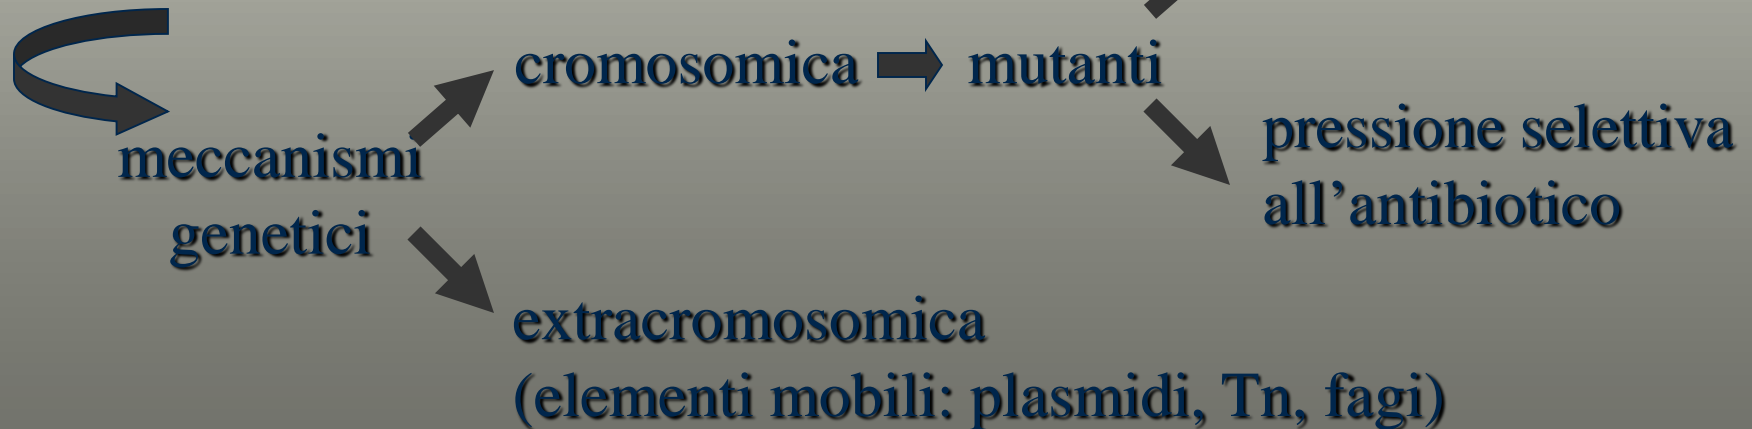 cromosomica mutanti
pressione selettiva
all’antibiotico
meccanismi
genetici
extracromosomica
(elementi mobili: plasmidi, Tn, fagi)